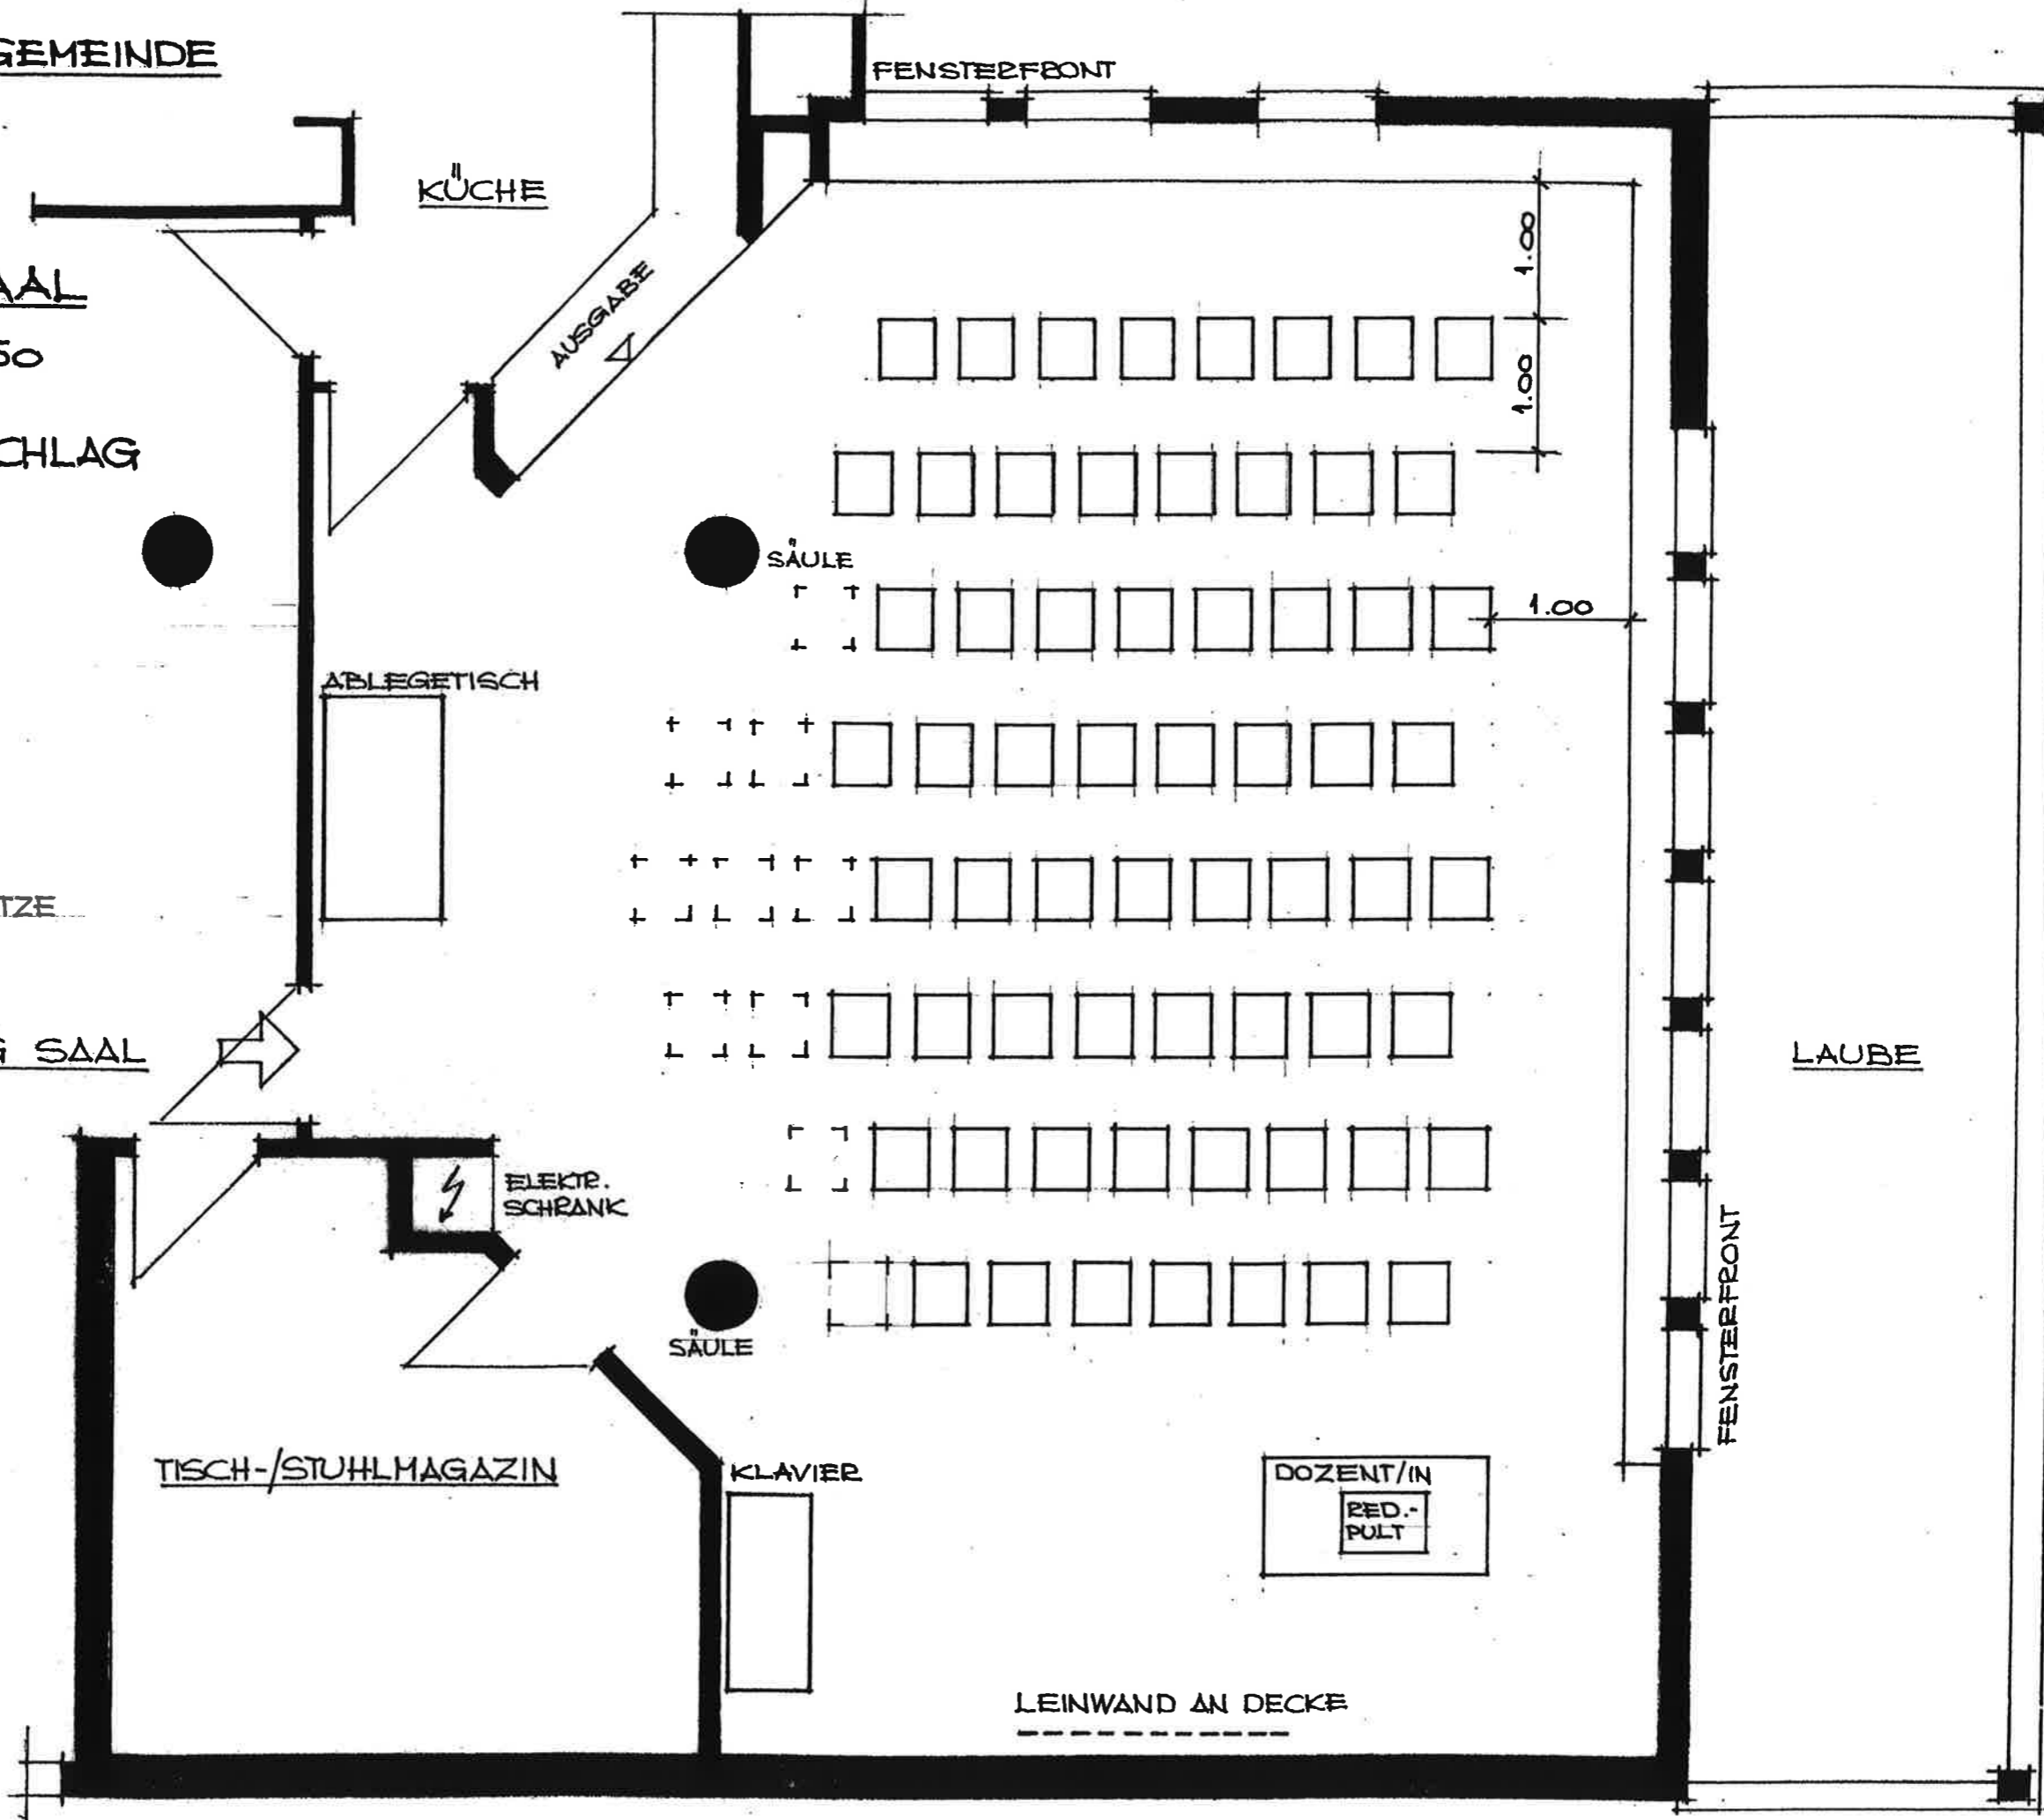 GEMEINDE
FENSTERFRONT
KÜCHE
AAL
50
AUSGABE
1.00
1.00
CHLAG
SÄULE
1.00
ABLEGETISCH
TZE
G SAAL
LAUBE
ELEKTR.
SCHRANK
FENSTERFRONT
SÄULE
TISCH-/STUHLMAGAZIN
KLAVIER
DOZENT/IN
RED.-
PULT
LEINWAND AN DECKE